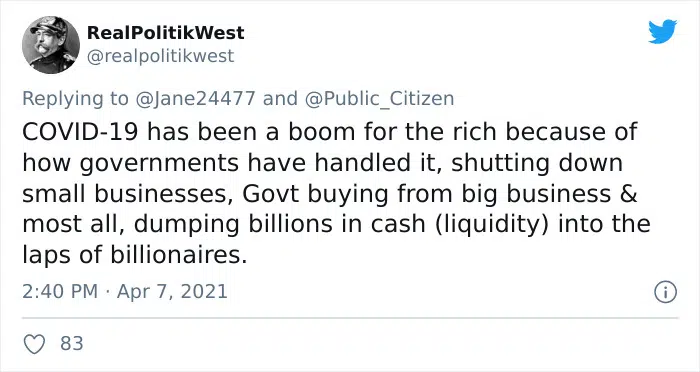 RealPolitikWest
@realpolitikwest
Replying to @Jane24477 and @Public_Citizen
COVID-19 has been a boom for the rich because of
how governments have handled it, shutting down
small businesses, Govt buying from big business &
most all, dumping billions in cash (liquidity) into the
laps of billionaires.
2:40 PM · Apr 7, 2021
83